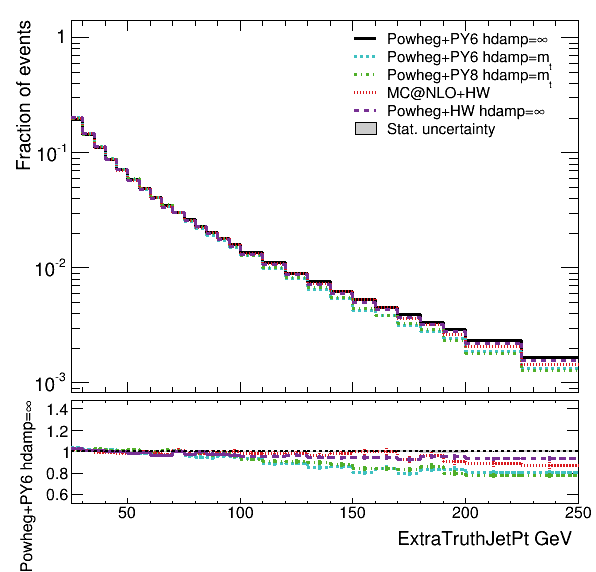 1
10⁻¹
10⁻²
10⁻³
Fraction of events
Powheg+PY6 hdamp=∞
Powheg+PY6 hdamp=mₜ
Powheg+PY8 hdamp=mₜ
MC@NLO+HW
Powheg+HW hdamp=∞
Stat. uncertainty
Powheg+PY6 hdamp=∞
1.4
1.2
1
0.8
0.6
50 100 150 200 250
ExtraTruthJetPt GeV